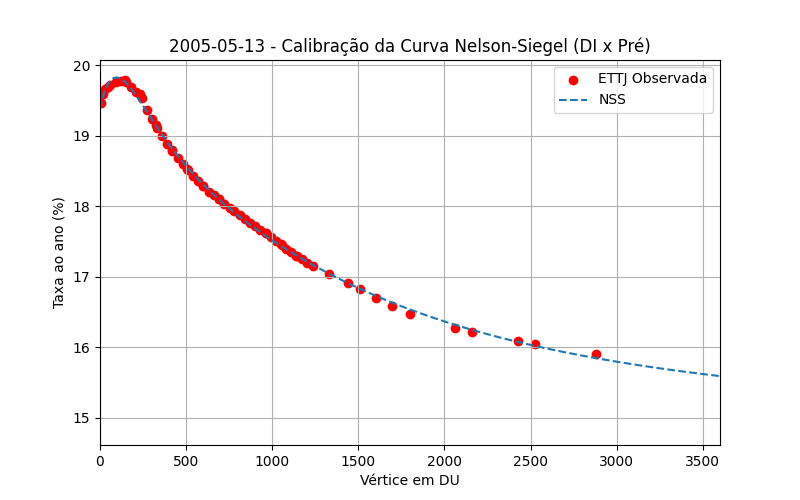 2005-05-13 - Calibração da Curva Nelson-Siegel (DI x Pré)
ETTJ Observada
NSS
Taxa ao ano (%)
20
19
18
17
16
15
0 500 1000 1500 2000 2500 3000 3500
Vértice em DU